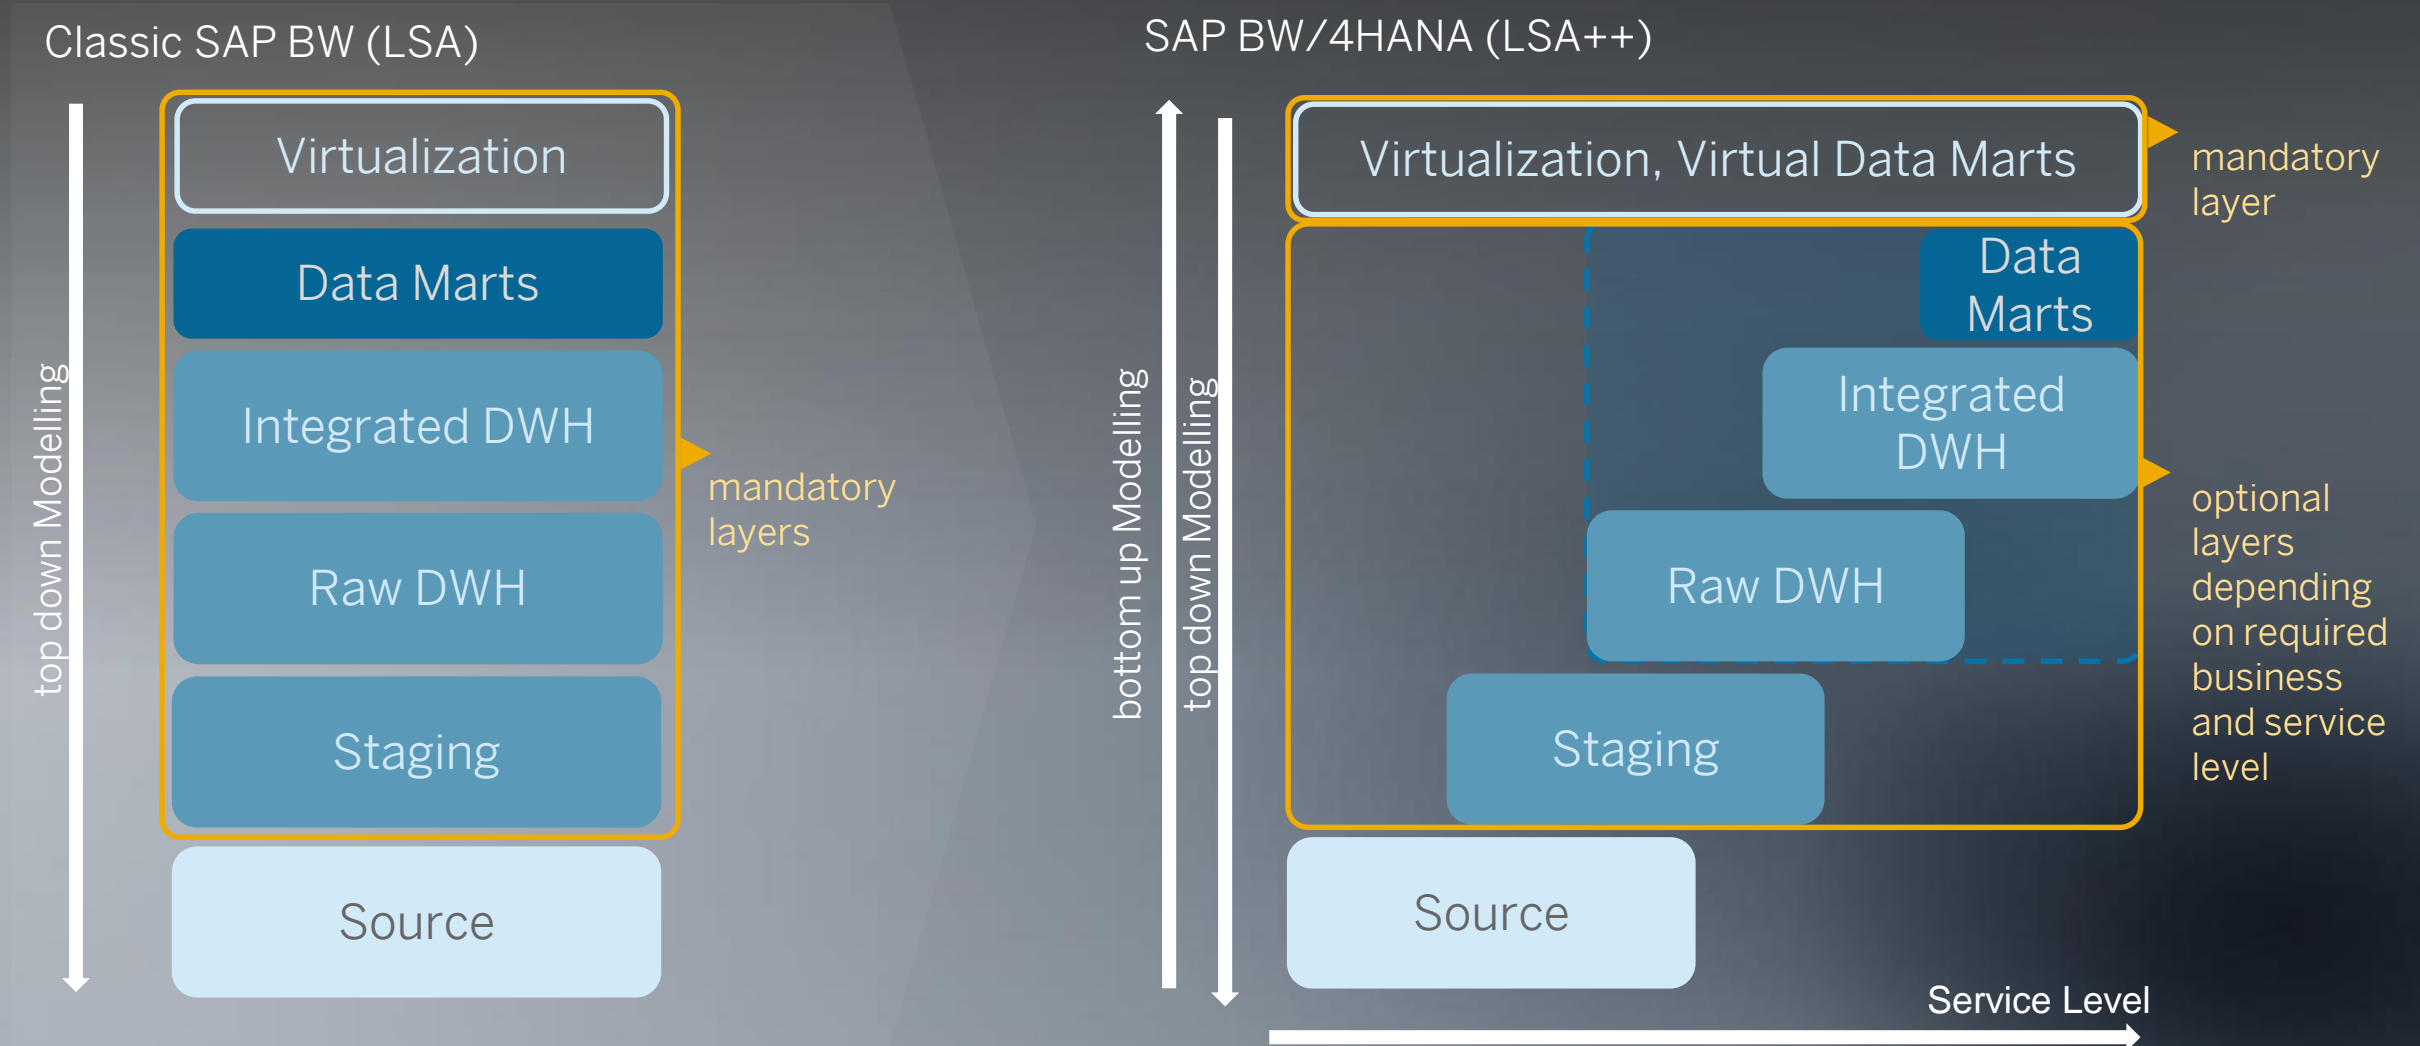 Classic SAP BW (LSA)
top down Modelling
Virtualization
Data Marts
Integrated DWH
Raw DWH
Staging
Source
mandatory
layers
SAP BW/4HANA (LSA++)
bottom up Modelling
top down Modelling
Virtualization, Virtual Data Marts
Data
Marts
Integrated
DWH
Raw DWH
Staging
Source
mandatory
layer
optional
layers
depending
on required
business
and service
level
Service Level